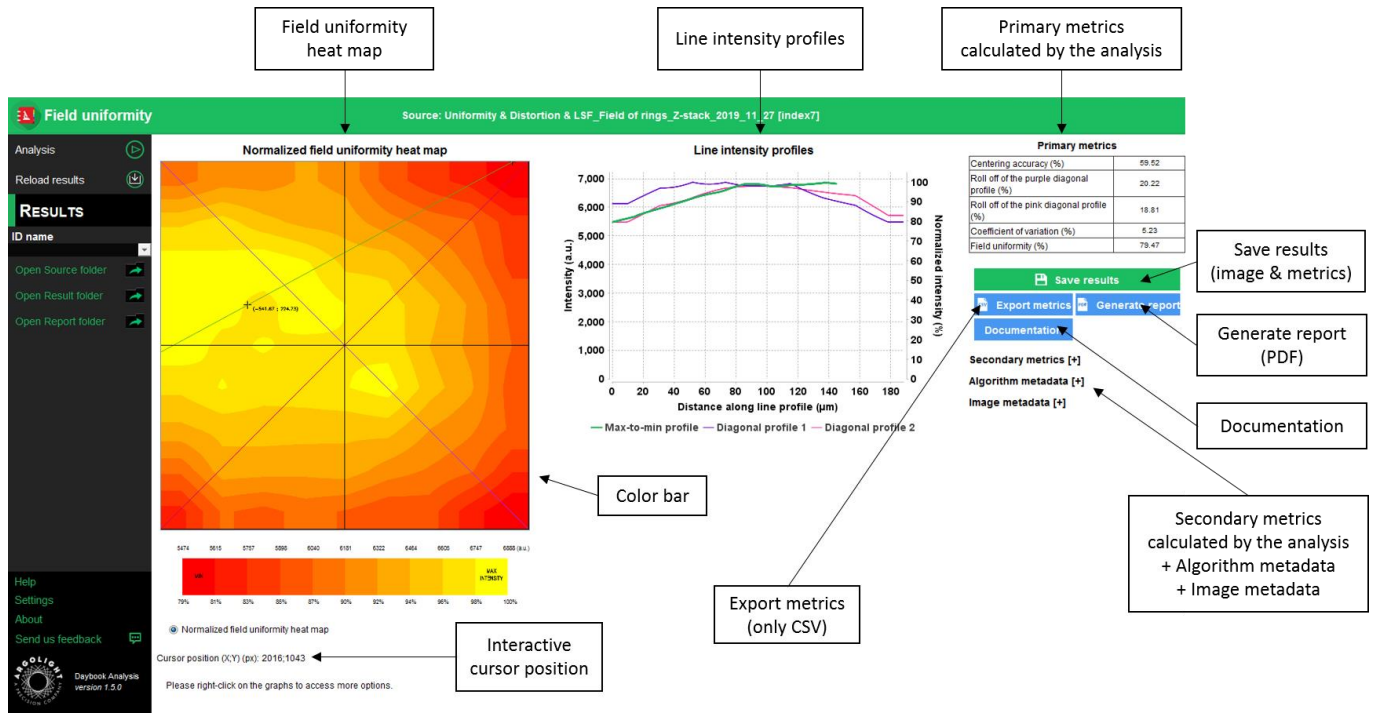 Field uniformity
heat map
Line intensity profiles
Primary metrics
calculated by the analysis
Field uniformity
Source: Uniformity & Distortion & LSF_Field of rings_Z-stack_2019_11_27 [index7]
Analysis
Reload results
RESULTS
ID name
Open Source folder
Open Result folder
Open Report folder
Help
Settings
About
Send us feedback
ARGOLIGHT
A PRECISION COMPANY
Daybook Analysis
version 1.5.0
Normalized field uniformity heat map
5474 5615 5757 5898 6040 6181 6322 6464 6605 6747 6888 (a.u.)
MAX
INTENSITY
79% 81% 83% 85% 87% 90% 92% 94% 96% 98% 100%
Normalized field uniformity heat map
Cursor position (X;Y) (px): 2016;1043
Please right-click on the graphs to access more options.
Interactive
cursor position
Color bar
Line intensity profiles
Intensity (a.u.)
7,000
6,000
5,000
4,000
3,000
2,000
1,000
0
100
90
80
70
60
50
40
30
20
10
0
Normalized intensity (%)
0 20 40 60 80 100 120 140 160 180
Distance along line profile (µm)
Max-to-min profile Diagonal profile 1 Diagonal profile 2
Primary metrics
Centering accuracy (%) 59.52
Roll off of the purple diagonal
profile (%) 20.22
Roll off of the pink diagonal profile
(%) 18.81
Coefficient of variation (%) 5.23
Field uniformity (%) 79.47
Save results
Export metrics
Generate report
Documentation
Secondary metrics [+]
Algorithm metadata [+]
Image metadata [+]
Save results
(image & metrics)
Generate report
(PDF)
Documentation
Secondary metrics
calculated by the analysis
+ Algorithm metadata
+ Image metadata
Export metrics
(only CSV)